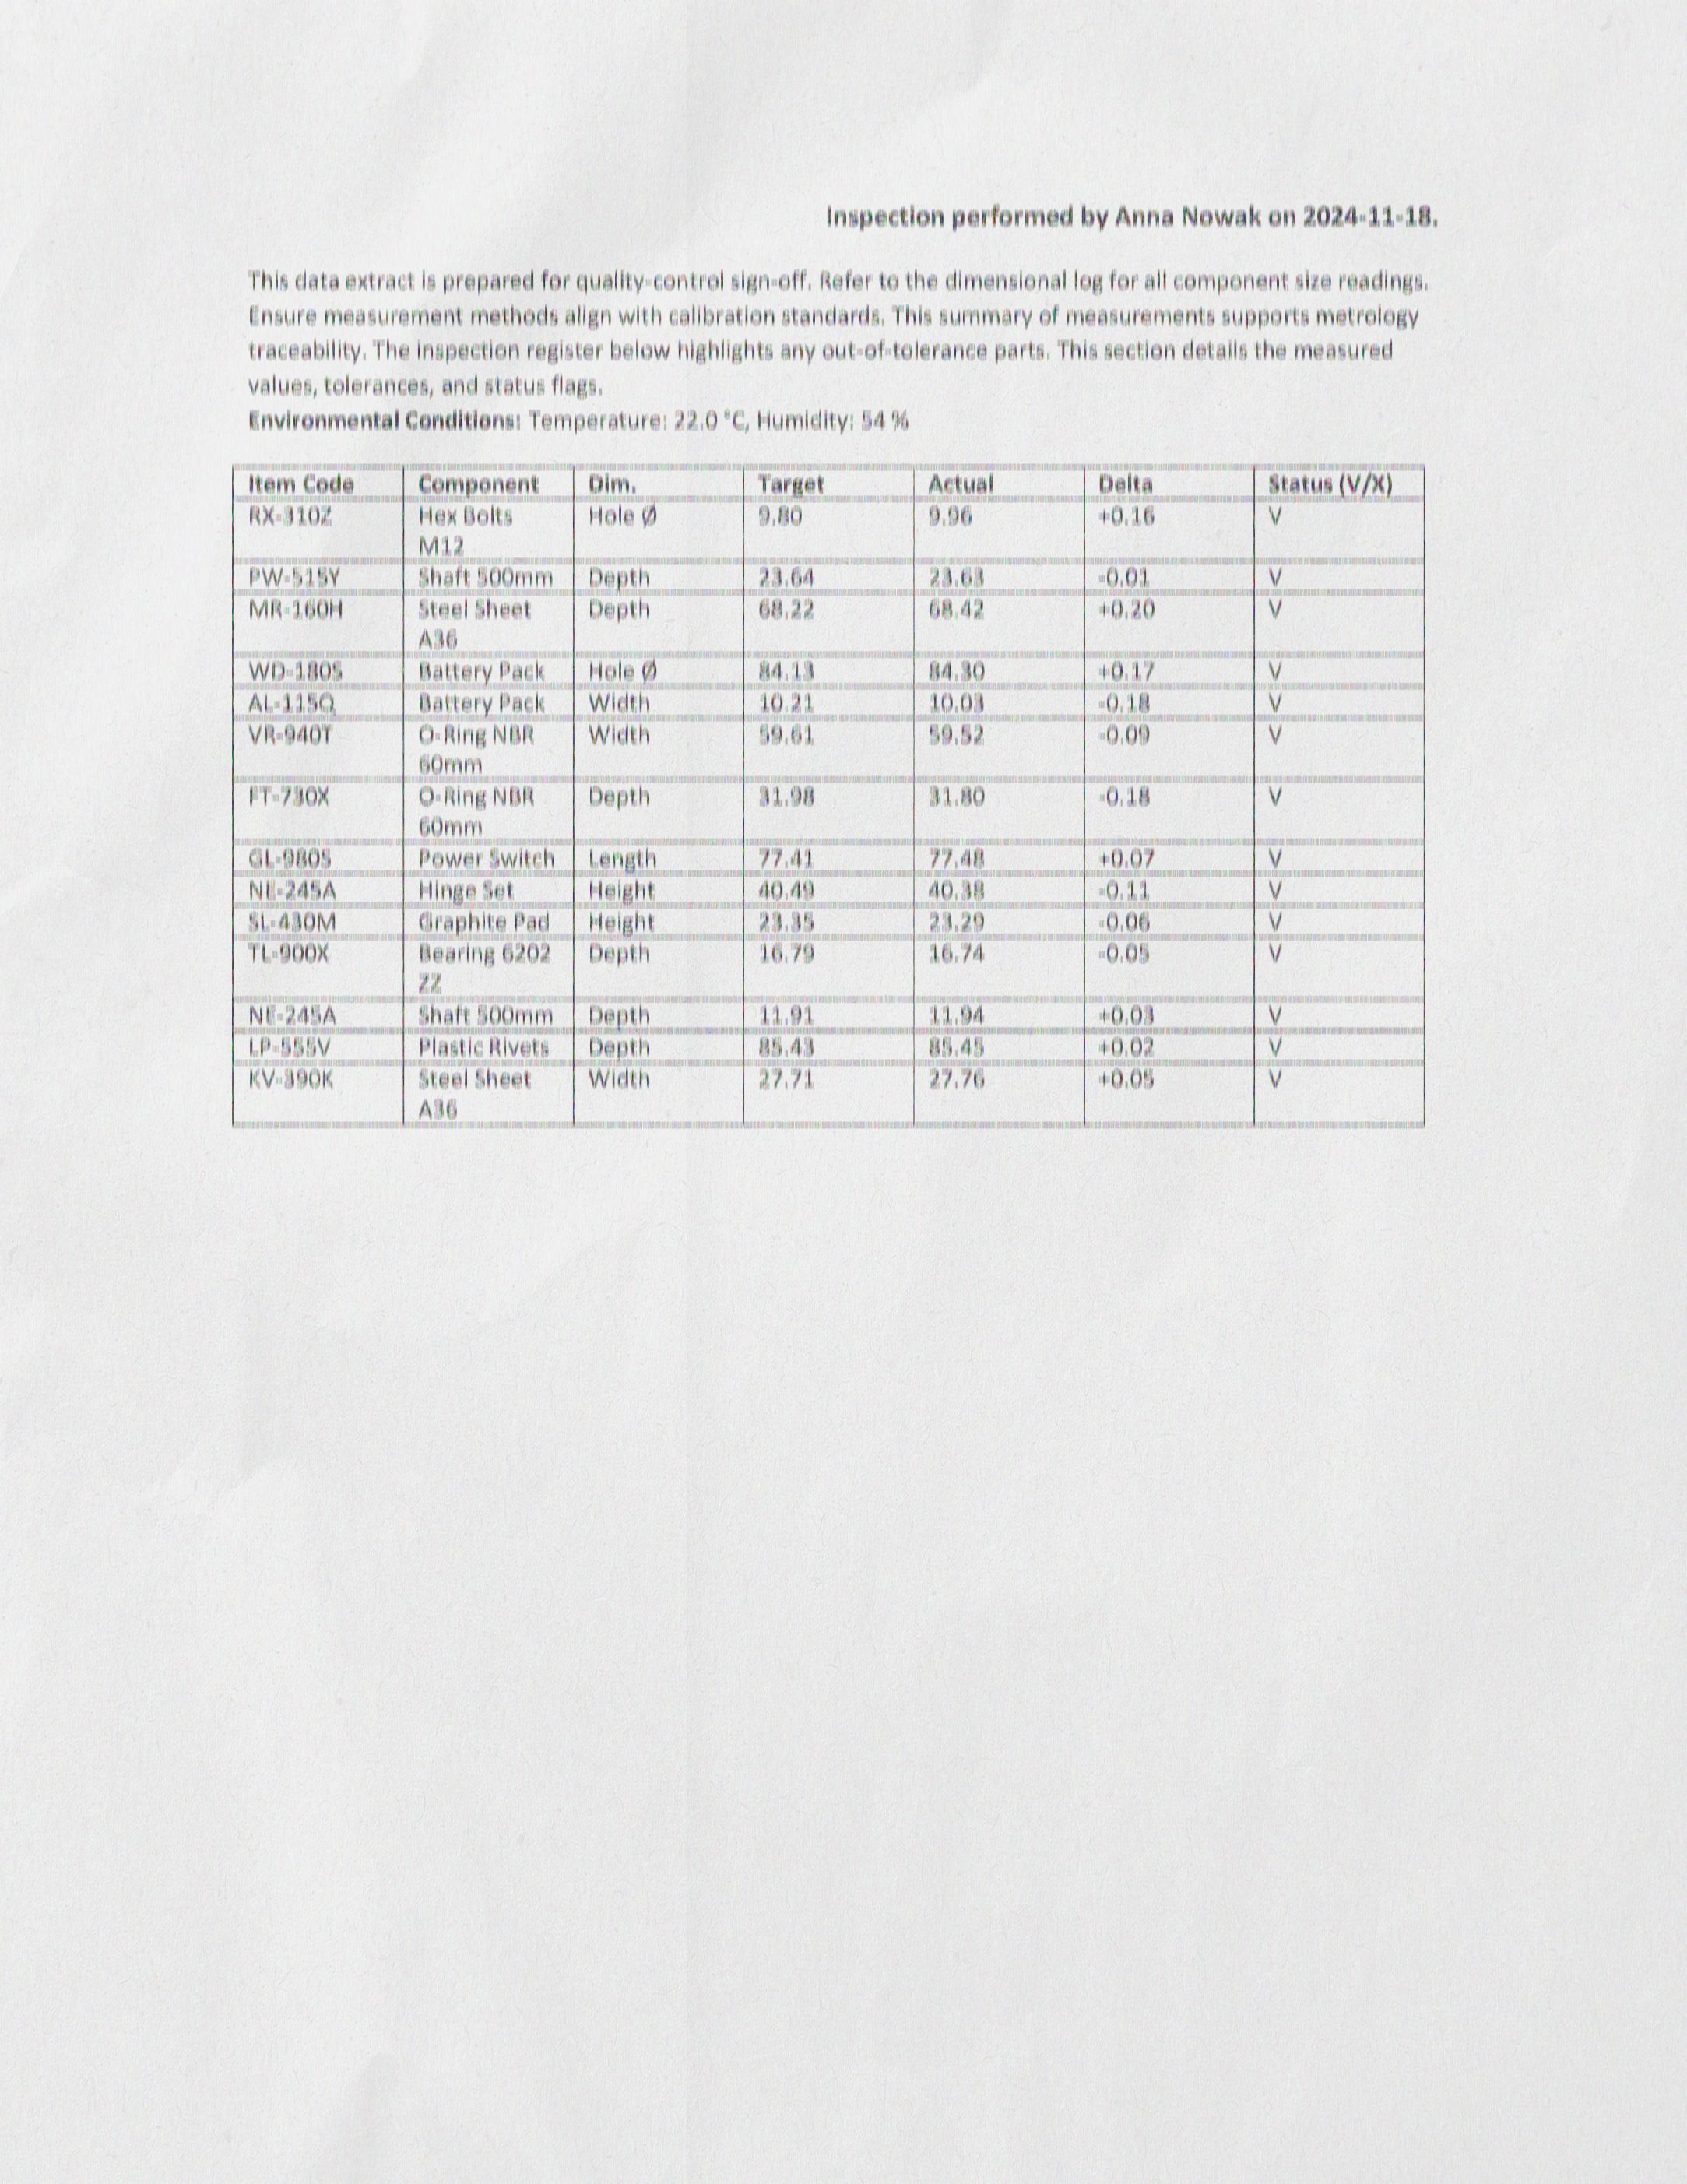 Inspection performed by Anna Nowak on 2024-11-18.
This data extract is prepared for quality-control sign-off. Refer to the dimensional log for all component size readings.
Ensure measurement methods align with calibration standards. This summary of measurements supports metrology
traceability. The inspection register below highlights any out-of-tolerance parts. This section details the measured
values, tolerances, and status flags.
Environmental Conditions: Temperature: 22.0 °C, Humidity: 54 %
Item Code Component Dim. Target Actual Delta Status (V/X)
RX-310Z Hex Bolts Hole Ø 9.80 9.96 +0.16 V
M12
PW-515Y Shaft 500mm Depth 23.64 23.63 -0.01 V
MR-160H Steel Sheet Depth 68.22 68.42 +0.20 V
A36
WD-180S Battery Pack Hole Ø 84.13 84.30 +0.17 V
AL-115Q Battery Pack Width 10.21 10.03 -0.18 V
VR-940T O-Ring NBR Width 59.61 59.52 -0.09 V
60mm
FT-730X O-Ring NBR Depth 31.98 31.80 -0.18 V
60mm
GL-980S Power Switch Length 77.41 77.48 +0.07 V
NE-245A Hinge Set Height 40.49 40.38 -0.11 V
SL-430M Graphite Pad Height 23.35 23.29 -0.06 V
TL-900X Bearing 6202 Depth 16.79 16.74 -0.05 V
ZZ
NE-245A Shaft 500mm Depth 11.91 11.94 +0.03 V
LP-555V Plastic Rivets Depth 85.43 85.45 +0.02 V
KV-390K Steel Sheet Width 27.71 27.76 +0.05 V
A36